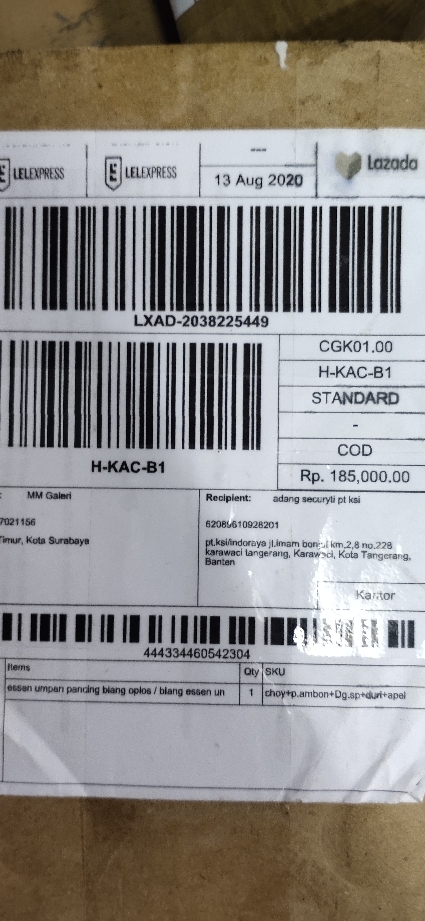 LELEXPRESS
LELEXPRESS
---
13 Aug 2020
Lazada
LXAD-2038225449
CGK01.00
H-KAC-B1
STANDARD
-
COD
Rp. 185,000.00
H-KAC-B1
: MM Galeri
7021156
Timur, Kota Surabaya
Recipient: adang securyti pt ksi
62089610928201
pt.ksi/indoraya jl.imam bonjol km,2,8 no.228
karawaci tangerang, Karawaci, Kota Tangerang,
Banten
Kantor
444334460542304
Items Qty SKU
essen umpan pancing biang oplos / biang essen un 1 choy+p.ambon+Dg.sp+duri+apel